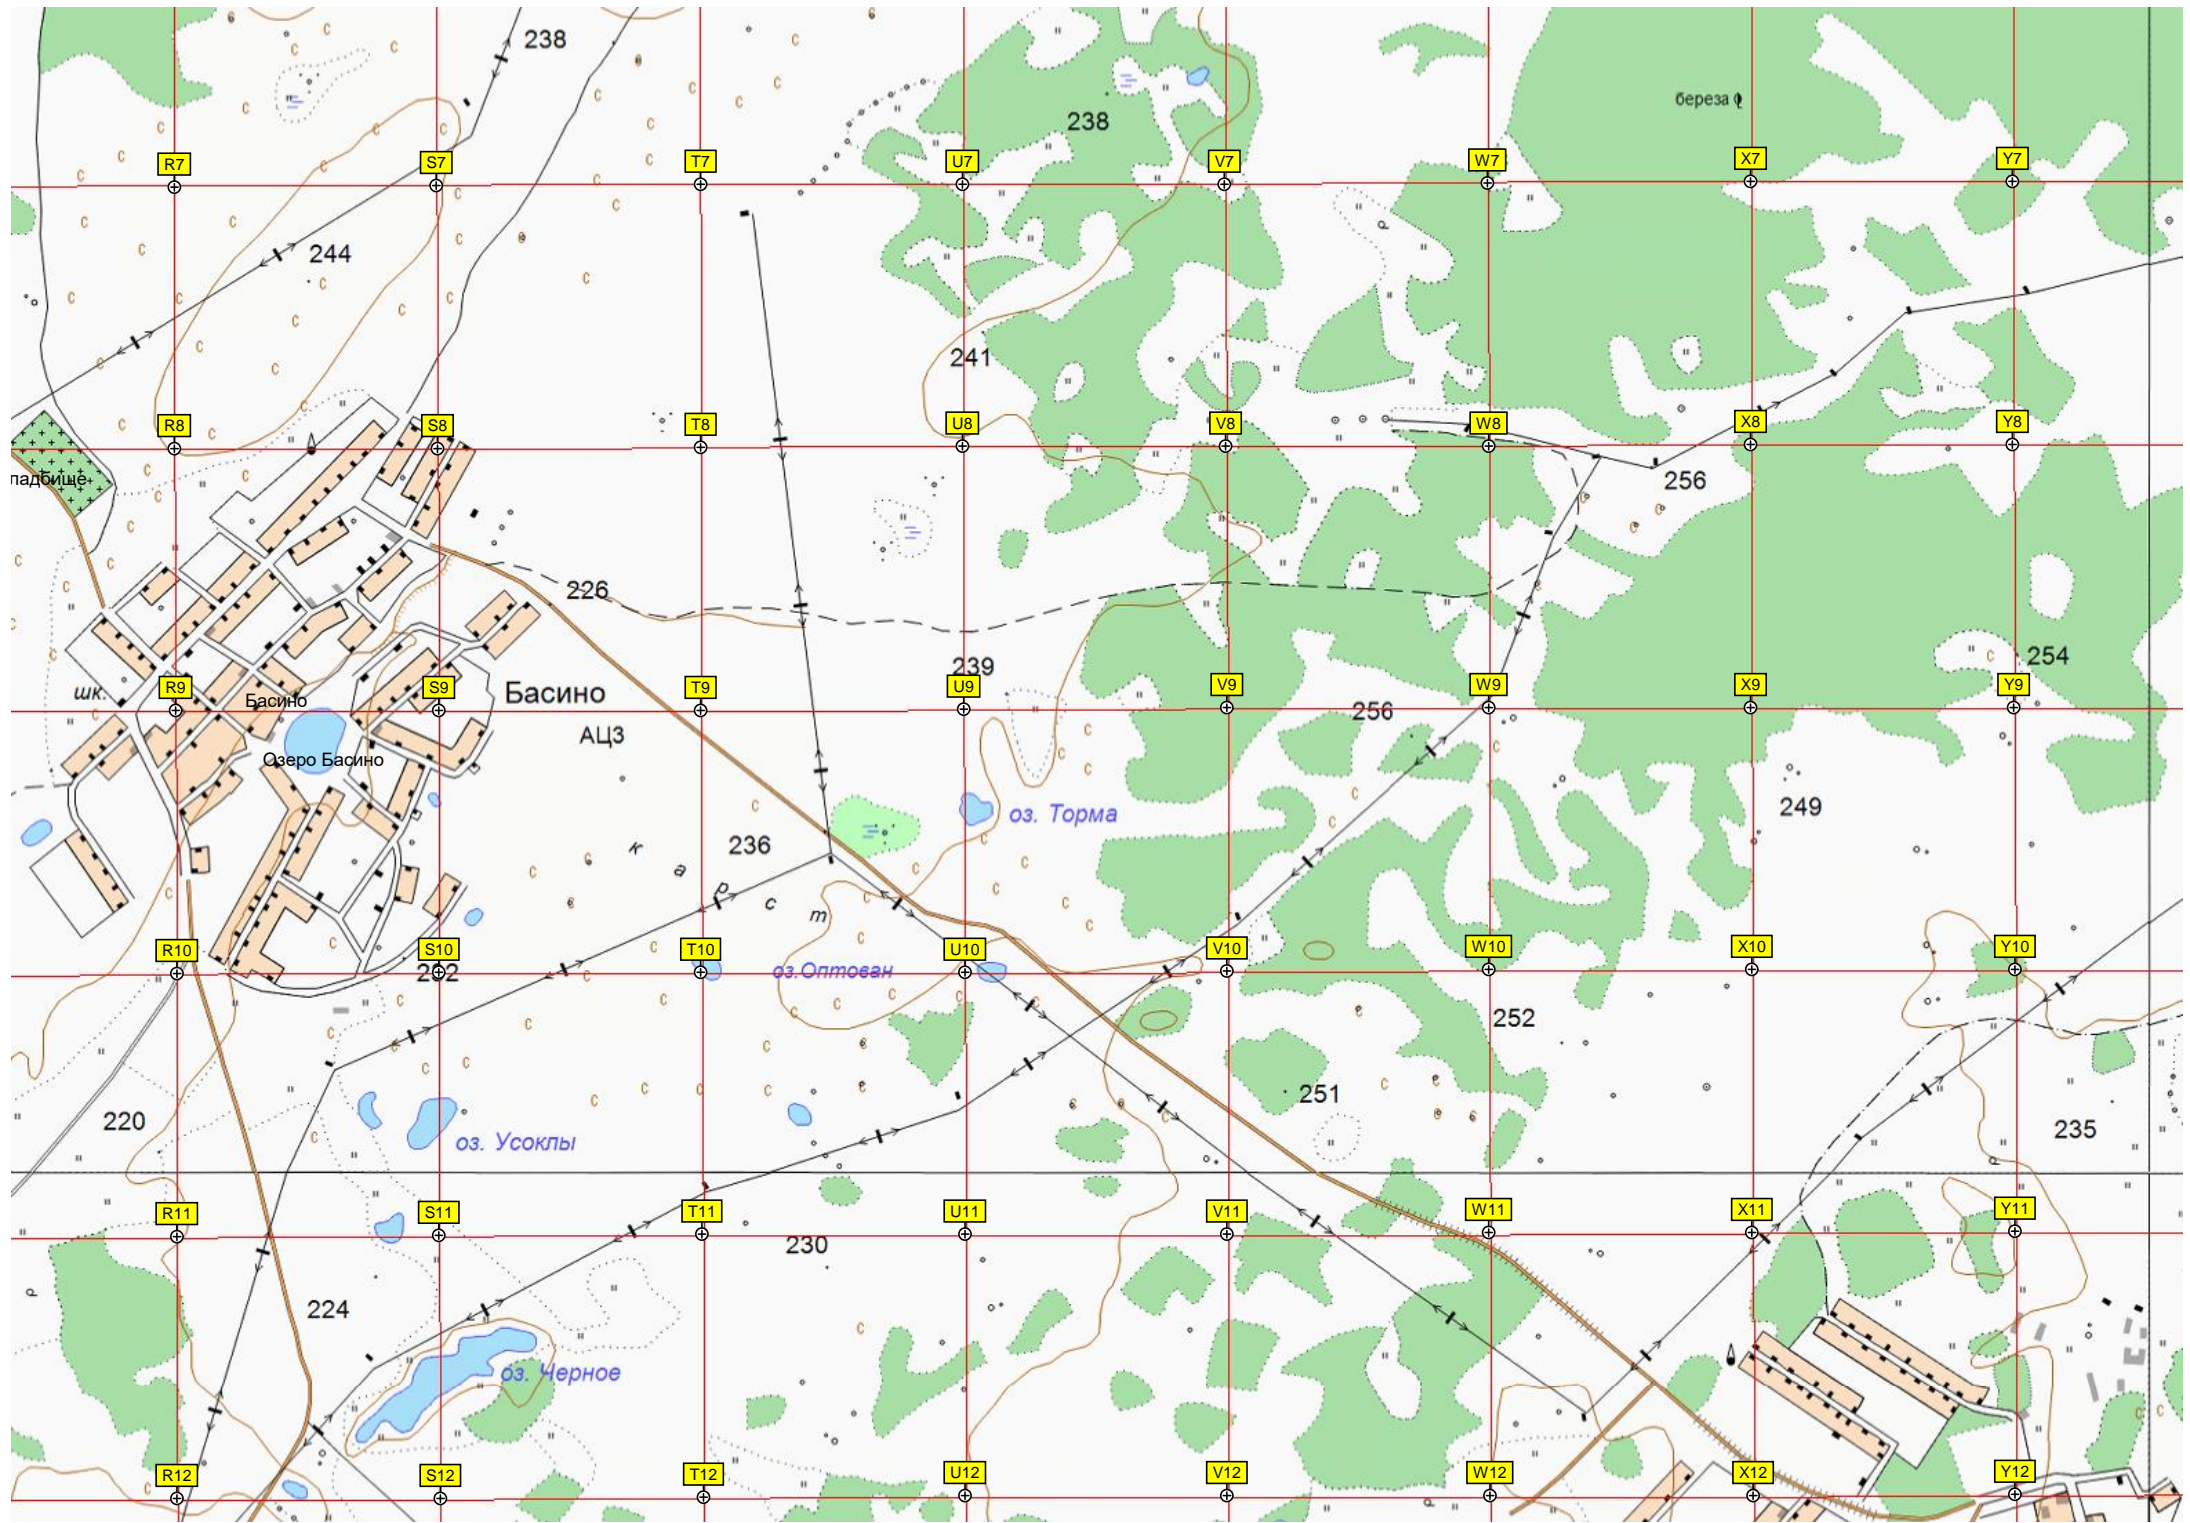 238
238
береза
R7
S7
T7
U7
V7
W7
X7
Y7
244
241
R8
S8
T8
U8
V8
W8
X8
Y8
256
226
239
254
шк.
R9
S9
T9
U9
V9
W9
X9
Y9
Басино
Басино
256
АЦЗ
Озеро Басино
оз. Торма
249
236
карст
R10
S10
T10
U10
V10
W10
X10
Y10
оз.Оптован
252
251
220
оз. Усоклы
235
R11
S11
T11
U11
V11
W11
X11
Y11
230
224
оз. Черное
R12
S12
T12
U12
V12
W12
X12
Y12